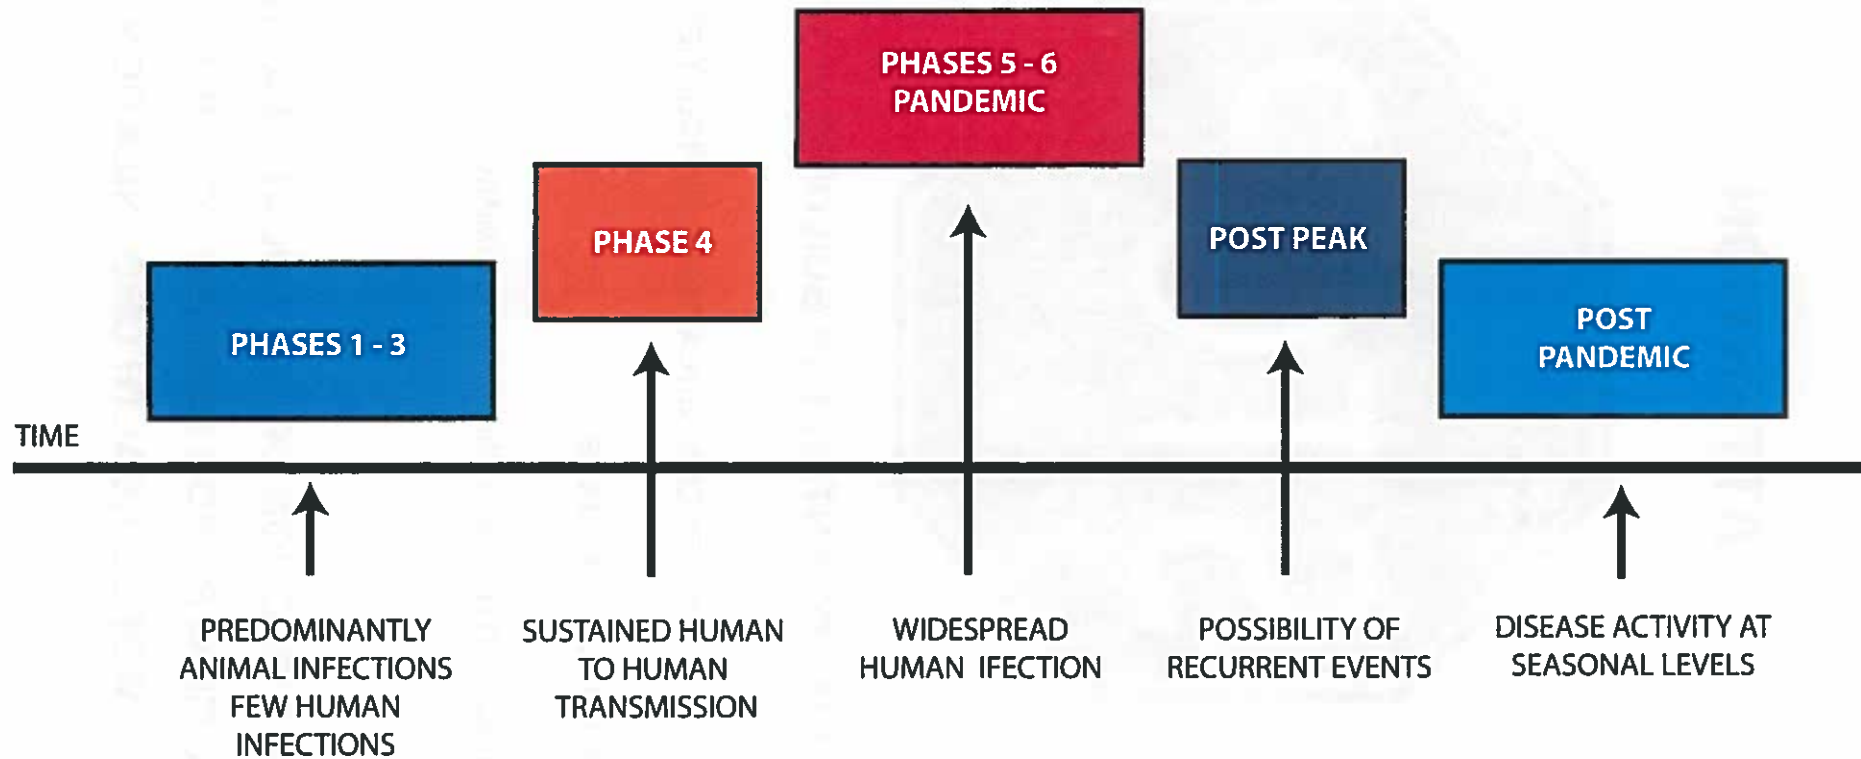 PHASES 5 - 6
PANDEMIC
PHASE 4
POST PEAK
PHASES 1 - 3
POST
PANDEMIC
TIME
PREDOMINANTLY
ANIMAL INFECTIONS
FEW HUMAN
INFECTIONS
SUSTAINED HUMAN
TO HUMAN
TRANSMISSION
WIDESPREAD
HUMAN IFECTION
POSSIBILITY OF
RECURRENT EVENTS
DISEASE ACTIVITY AT
SEASONAL LEVELS